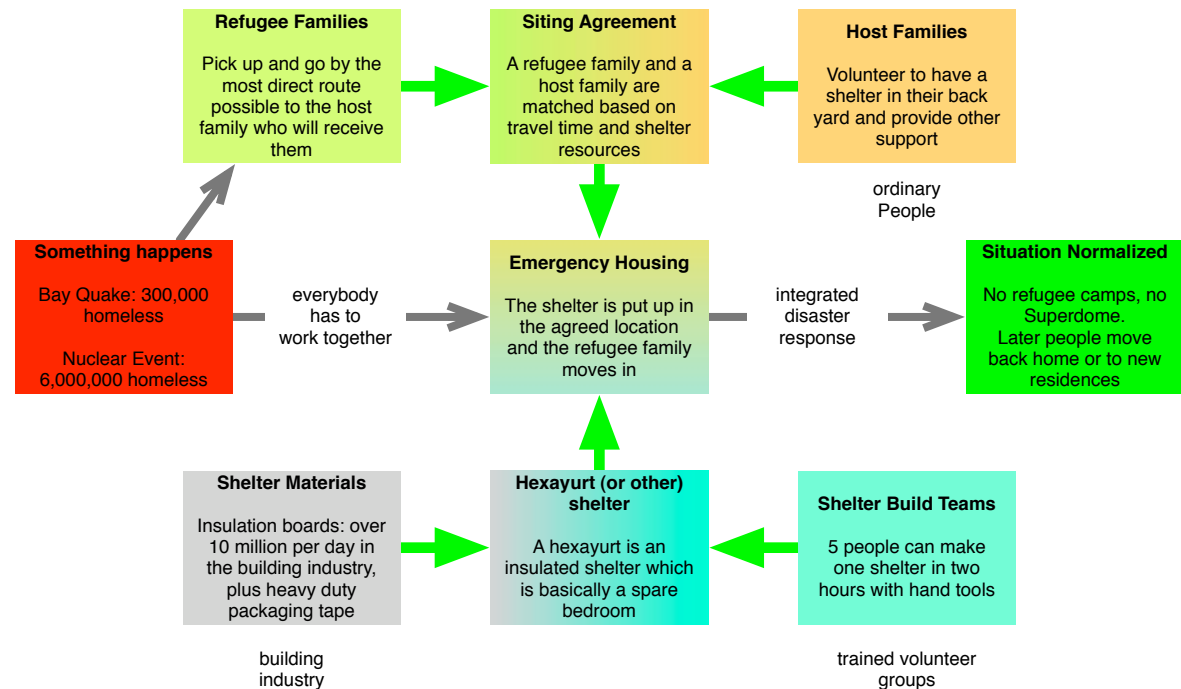 Refugee Families
Pick up and go by the
most direct route
possible to the host
family who will receive
them
Siting Agreement
A refugee family and a
host family are
matched based on
travel time and shelter
resources
Host Families
Volunteer to have a
shelter in their back
yard and provide other
support
ordinary
People
Something happens
Bay Quake: 300,000
homeless
Nuclear Event:
6,000,000 homeless
everybody
has to
work together
Emergency Housing
The shelter is put up in
the agreed location
and the refugee family
moves in
integrated
disaster
response
Situation Normalized
No refugee camps, no
Superdome.
Later people move
back home or to new
residences
Shelter Materials
Insulation boards: over
10 million per day in
the building industry,
plus heavy duty
packaging tape
building
industry
Hexayurt (or other)
shelter
A hexayurt is an
insulated shelter which
is basically a spare
bedroom
Shelter Build Teams
5 people can make
one shelter in two
hours with hand tools
trained volunteer
groups